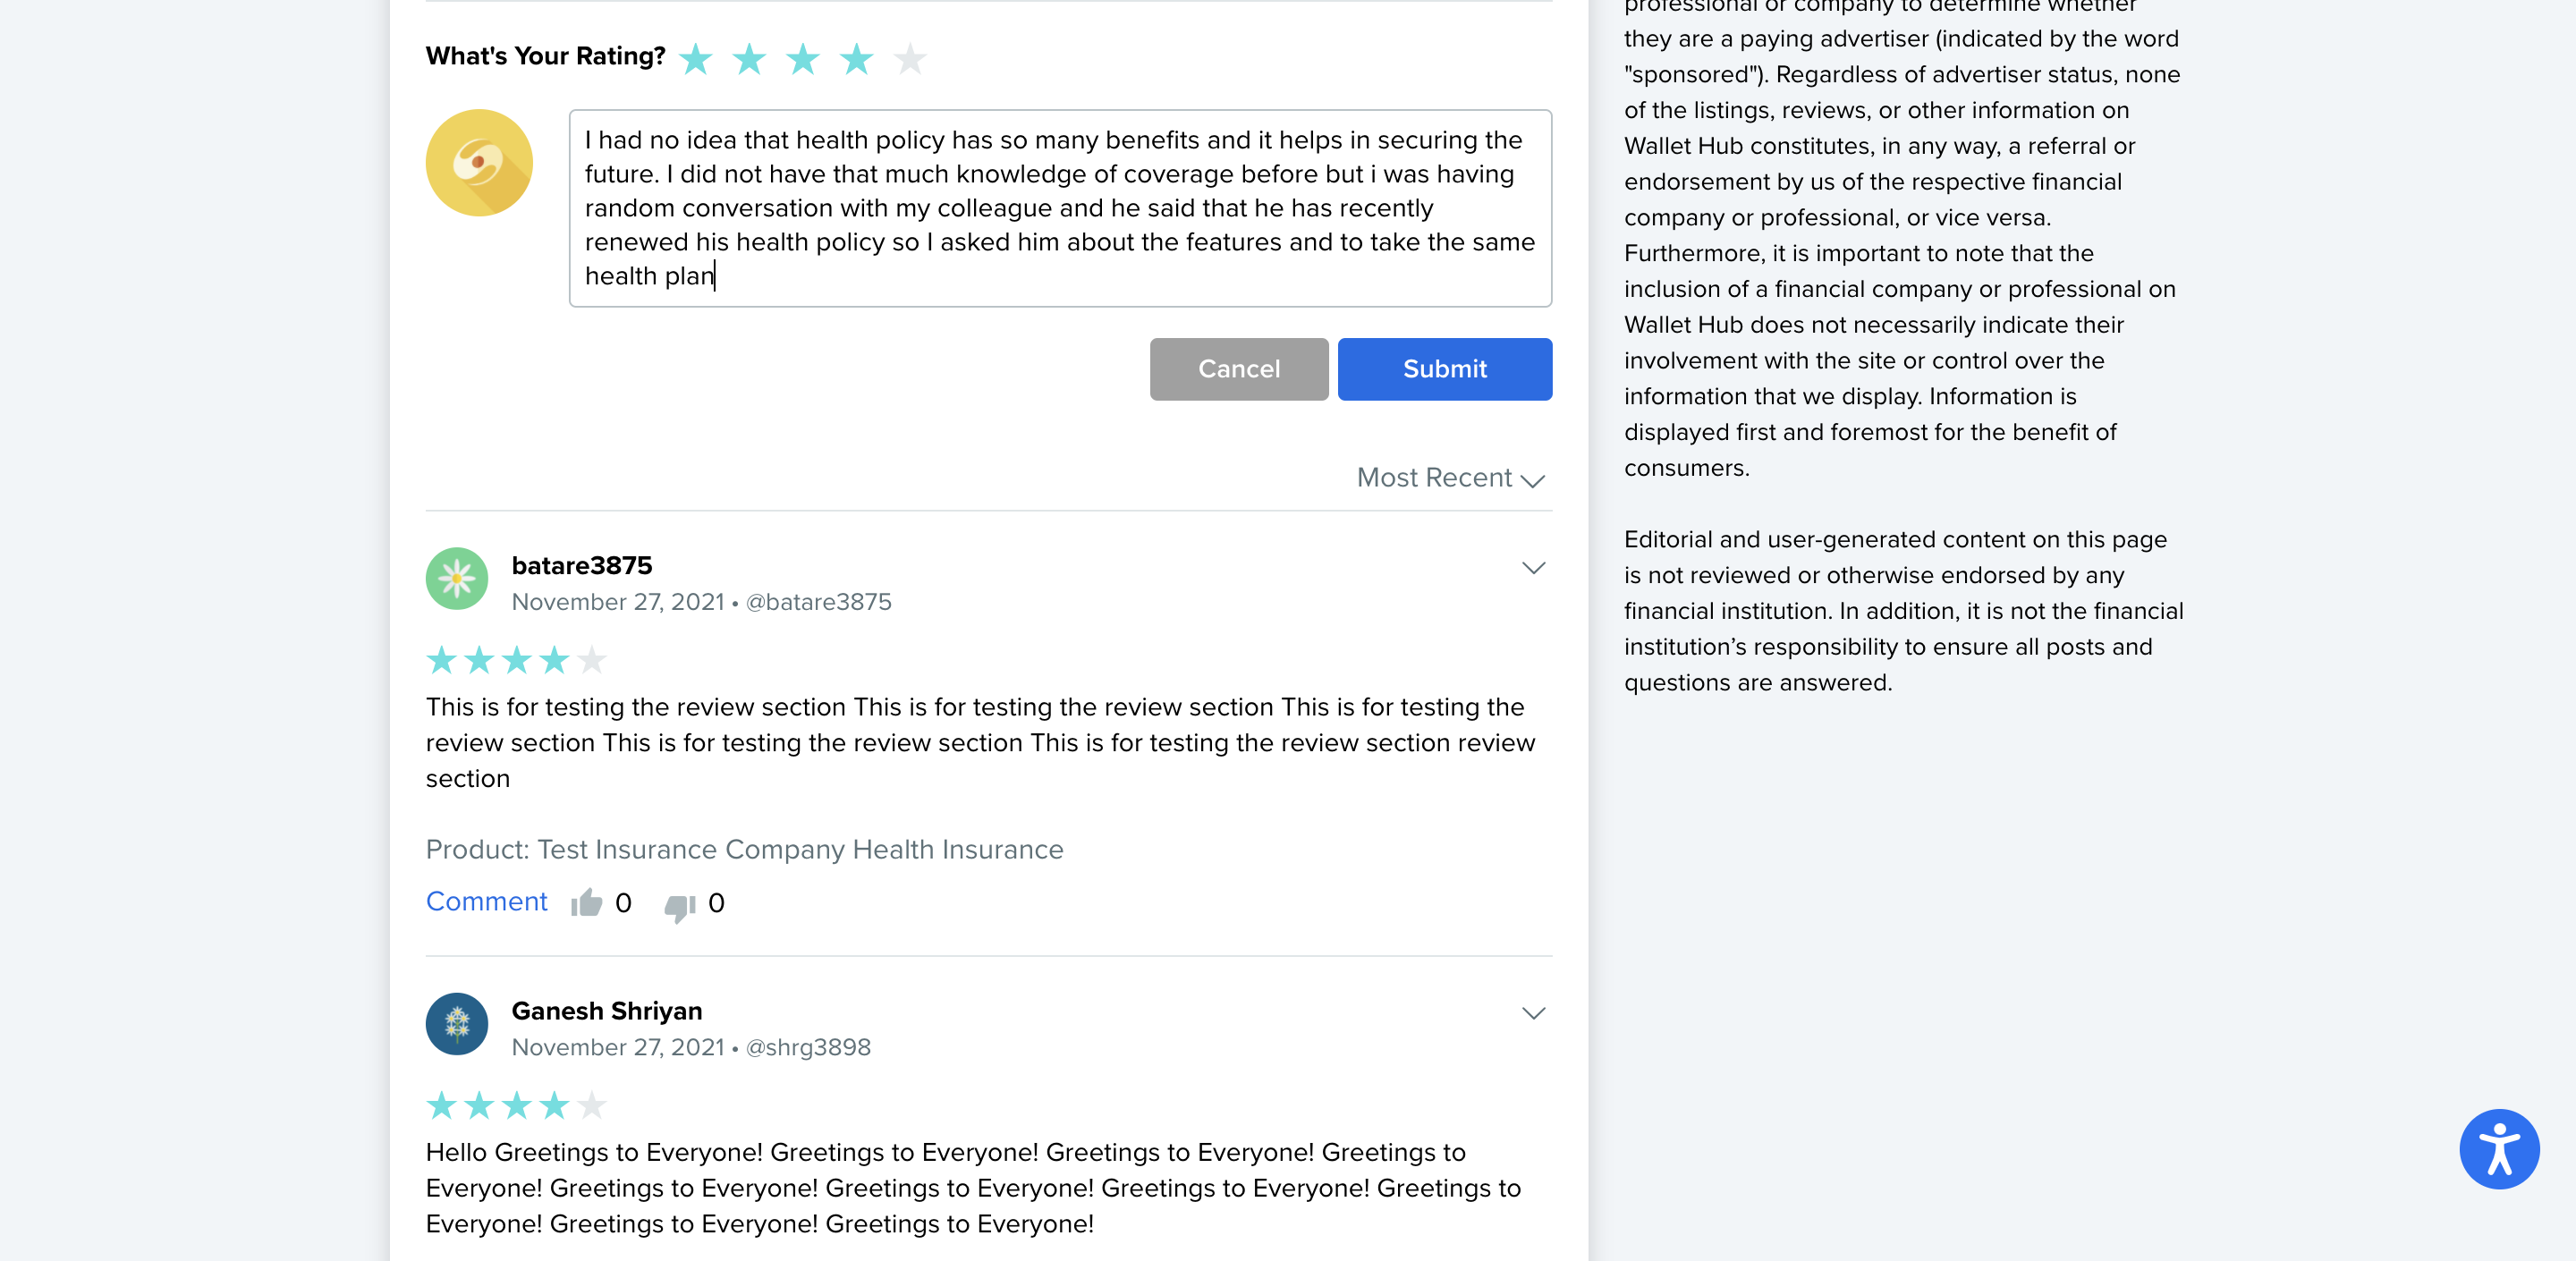 What's Your Rating?
I had no idea that health policy has so many benefits and it helps in securing the
future. I did not have that much knowledge of coverage before but i was having
random conversation with my colleague and he said that he has recently
renewed his health policy so I asked him about the features and to take the same
health plan
Cancel
Submit
Most Recent
batare3875
November 27, 2021 • @batare3875
This is for testing the review section This is for testing the review section This is for testing the
review section This is for testing the review section This is for testing the review section review
section
Product: Test Insurance Company Health Insurance
Comment 0 0
Ganesh Shriyan
November 27, 2021 • @shrg3898
Hello Greetings to Everyone! Greetings to Everyone! Greetings to Everyone! Greetings to
Everyone! Greetings to Everyone! Greetings to Everyone! Greetings to Everyone! Greetings to
Everyone! Greetings to Everyone! Greetings to Everyone!
professional or company to determine whether
they are a paying advertiser (indicated by the word
"sponsored"). Regardless of advertiser status, none
of the listings, reviews, or other information on
Wallet Hub constitutes, in any way, a referral or
endorsement by us of the respective financial
company or professional, or vice versa.
Furthermore, it is important to note that the
inclusion of a financial company or professional on
Wallet Hub does not necessarily indicate their
involvement with the site or control over the
information that we display. Information is
displayed first and foremost for the benefit of
consumers.
Editorial and user-generated content on this page
is not reviewed or otherwise endorsed by any
financial institution. In addition, it is not the financial
institution’s responsibility to ensure all posts and
questions are answered.